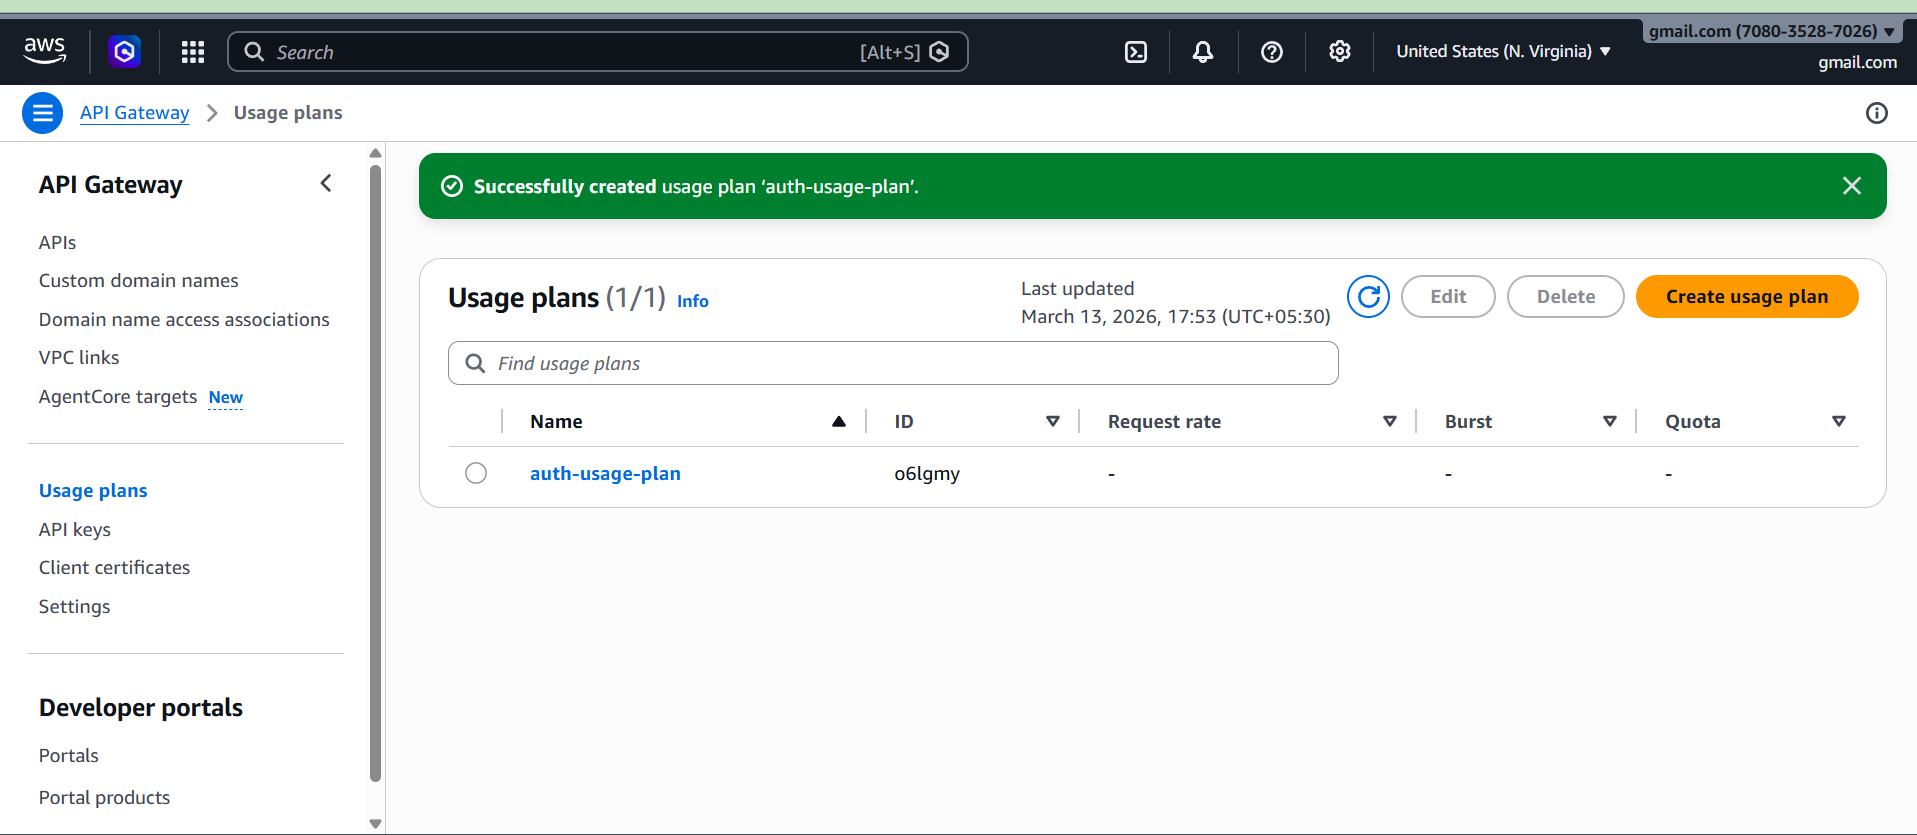 aws
Search
[Alt+S]
United States (N. Virginia)
gmail.com (7080-3528-7026)
gmail.com
API Gateway
Usage plans
API Gateway
APIs
Custom domain names
Domain name access associations
VPC links
AgentCore targets New
Usage plans
API keys
Client certificates
Settings
Developer portals
Portals
Portal products
Successfully created usage plan ‘auth-usage-plan’.
Usage plans (1/1) Info
Last updated
March 13, 2026, 17:53 (UTC+05:30)
Edit
Delete
Create usage plan
Find usage plans
Name ID Request rate Burst Quota
auth-usage-plan o6lgmy - - -